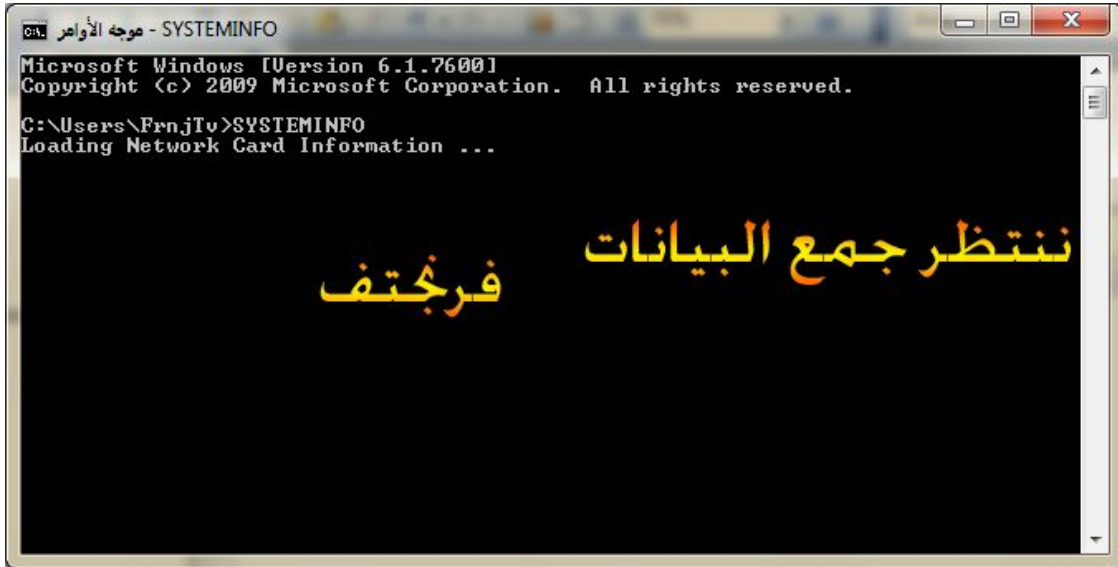 موجه الأوامر - SYSTEMINFO
Microsoft Windows [Version 6.1.7600]
Copyright (c) 2009 Microsoft Corporation.  All rights reserved.
C:\Users\FrnjTv>SYSTEMINFO
Loading Network Card Information ...
ننتظر جمع البيانات
فرنجتف